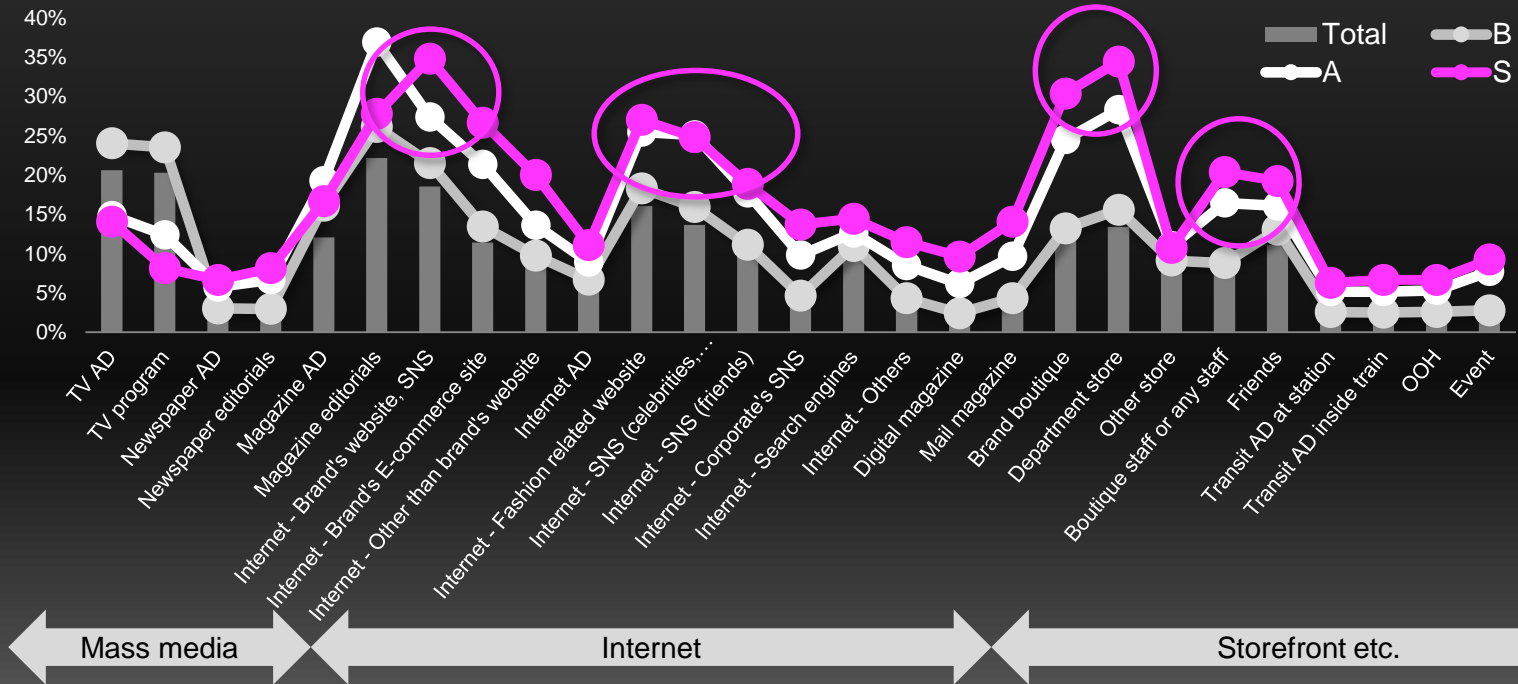 40%
35%
30%
25%
20%
15%
10%
5%
0%
Total
B
A
S
TV AD
TV program
Newspaper AD
Newspaper editorials
Magazine AD
Magazine editorials
Internet - Brand's website, SNS
Internet - Brand's E-commerce site
Internet - Other than brand's website
Internet AD
Internet - Fashion related website
Internet - SNS (celebrities,…
Internet - SNS (friends)
Internet - Corporate's SNS
Internet - Search engines
Internet - Others
Digital magazine
Mail magazine
Brand boutique
Department store
Other store
Boutique staff or any staff
Friends
Transit AD at station
Transit AD inside train
OOH
Event
Mass media
Internet
Storefront etc.